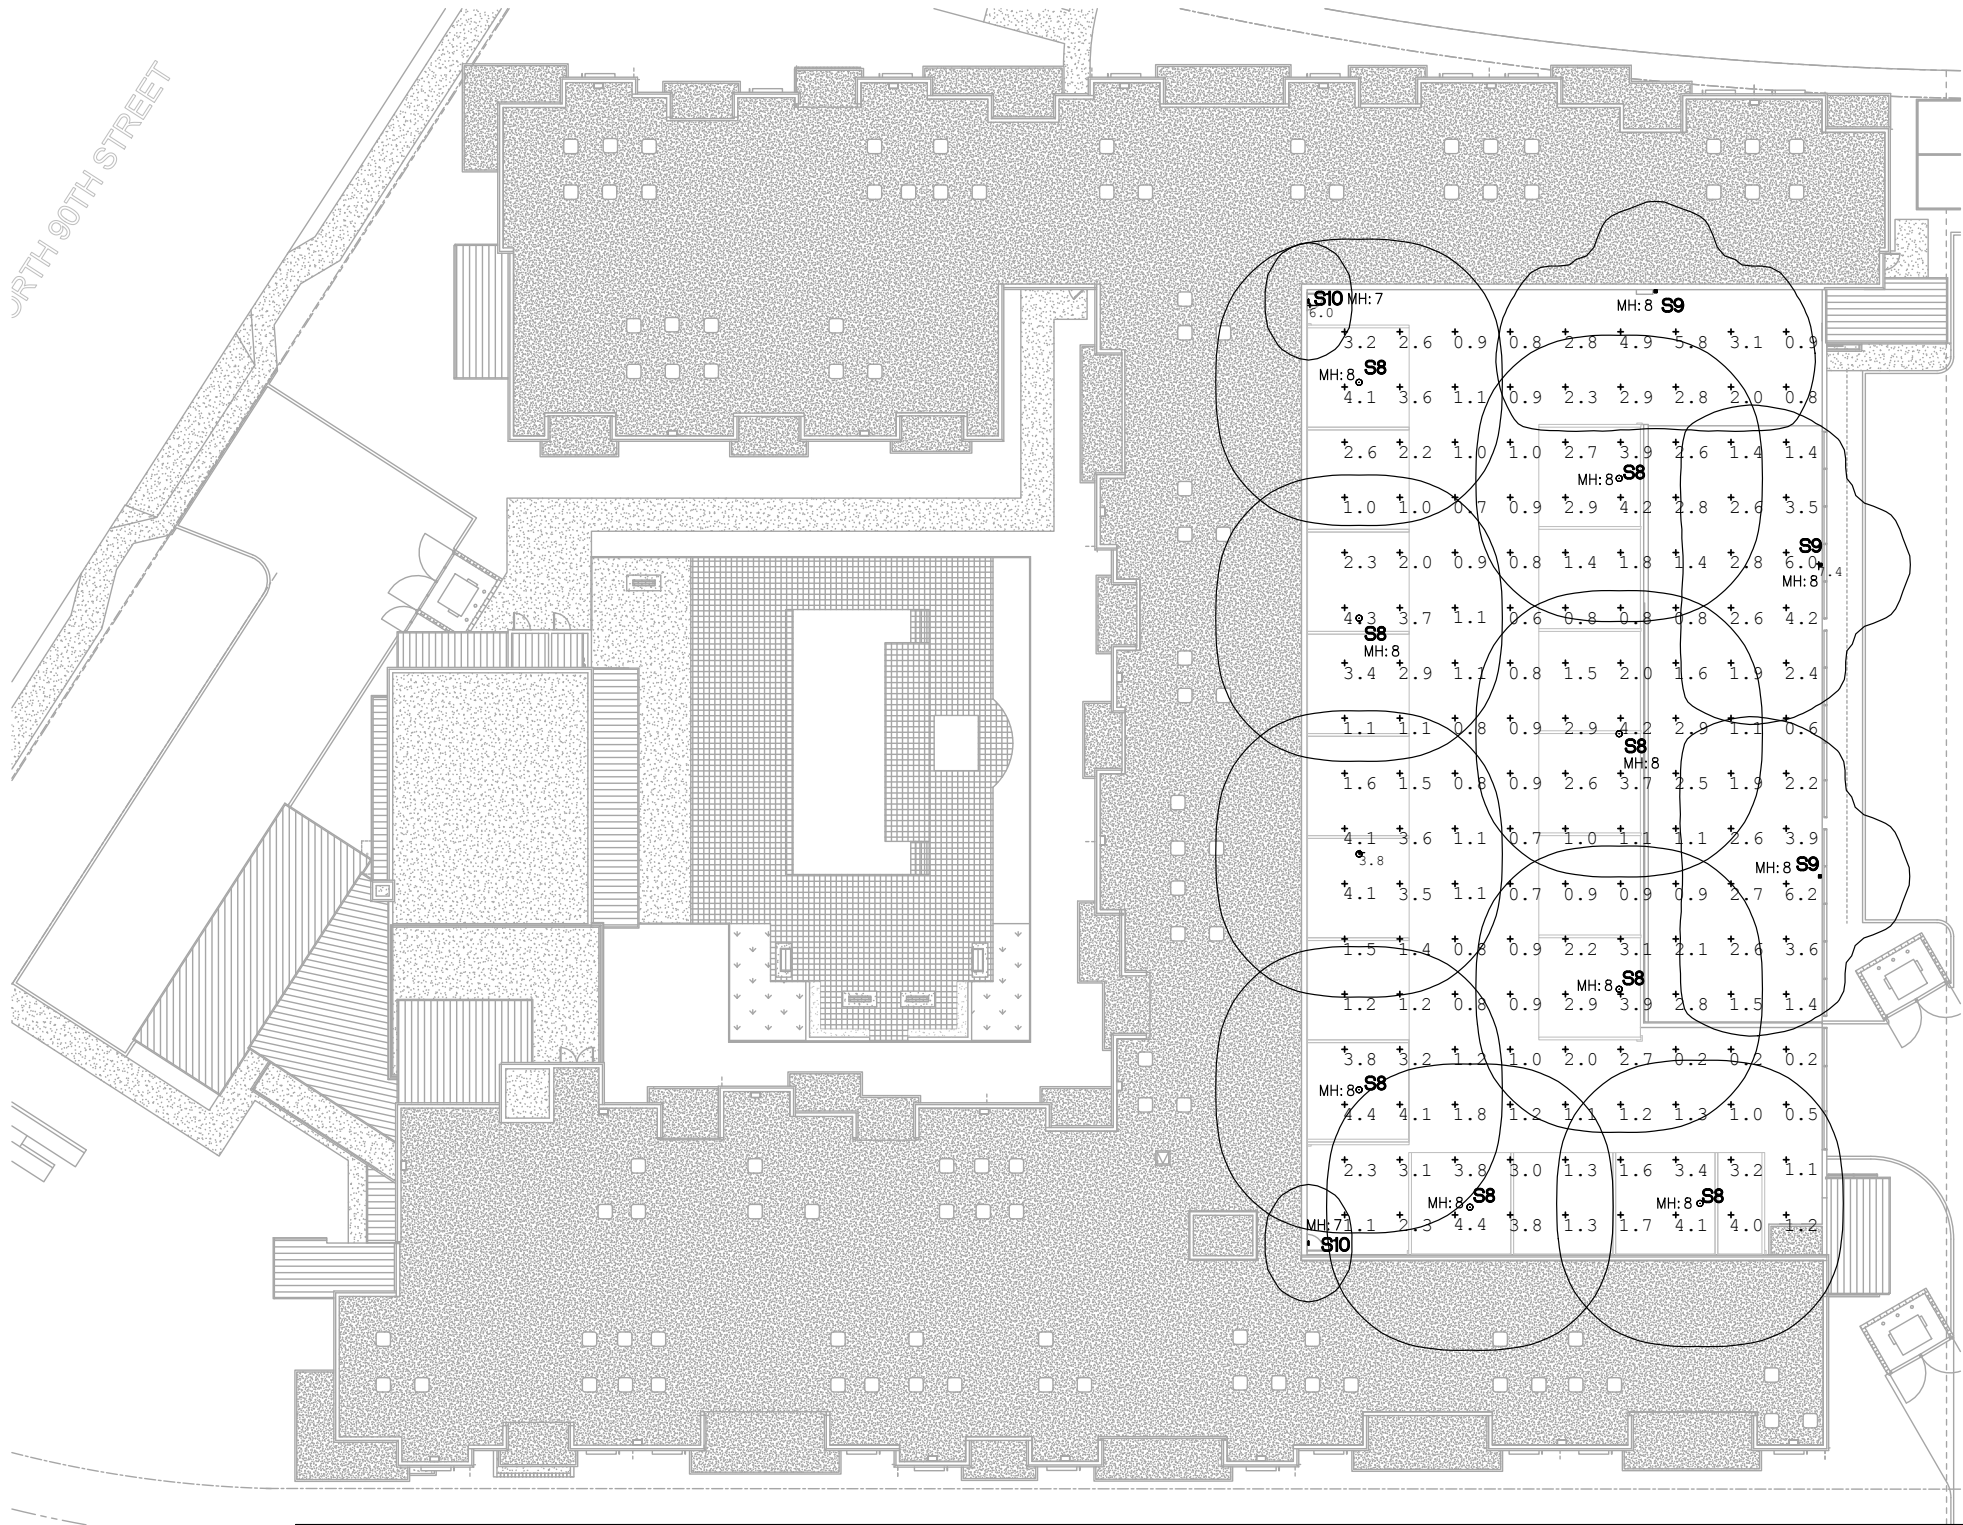 ORTH 90TH STREET
S10 MH: 7
6.0
MH: 8 S9
3.2 2.6 0.9 0.8 2.8 4.9 5.8 3.1 0.9
MH: 8 S8
4.1 3.6 1.1 0.9 2.3 2.9 2.8 2.0 0.8
2.6 2.2 1.0 1.0 2.7 3.9 2.6 1.4 1.4
MH: 8 S8
1.0 1.0 0.7 0.9 2.9 4.2 2.8 2.6 3.5
S9
2.3 2.0 0.9 0.8 1.4 1.8 1.4 2.8 6.0
MH: 8
4.3 3.7 1.1 0.6 0.8 0.8 0.8 2.6 4.2
S8
MH: 8
3.4 2.9 1.1 0.8 1.5 2.0 1.6 1.9 2.4
1.1 1.1 0.8 0.9 2.9 4.2 2.9 1.1 0.6
S8
MH: 8
1.6 1.5 0.8 0.9 2.6 3.7 2.5 1.9 2.2
4.1 3.6 1.1 0.7 1.0 1.1 1.1 2.6 3.9
3.8
MH: 8 S9
4.1 3.5 1.1 0.7 0.9 0.9 0.9 2.7 6.2
1.5 1.4 0.8 0.9 2.2 3.1 2.1 2.6 3.6
MH: 8 S8
1.2 1.2 0.8 0.9 2.9 3.9 2.8 1.5 1.4
3.8 3.2 1.2 1.0 2.0 2.7 0.2 0.2 0.2
MH: 8 S8
4.4 4.1 1.8 1.2 1.1 1.2 1.3 1.0 0.5
2.3 3.1 3.8 3.0 1.3 1.6 3.4 3.2 1.1
MH: 8 S8
MH: 8 S8
MH: 7 1.1 2.3 4.4 3.8 1.3 1.7 4.1 4.0 1.2
S10